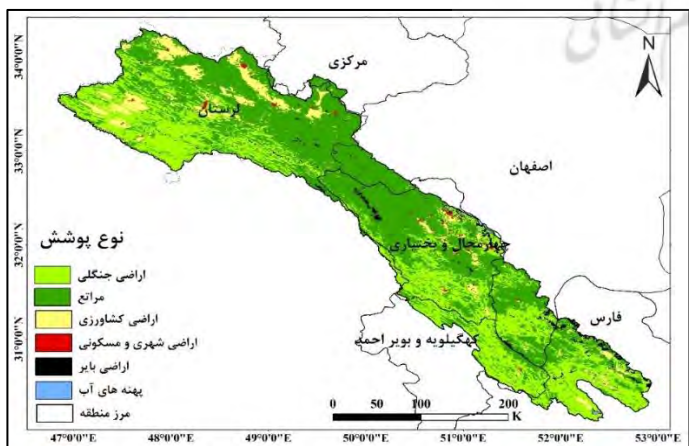 مرکزی
لرستان
اصفهان
چهارمحال و بختیاری
فارس
کهگیلویه و بویر احمد
N
نوع پوشش
اراضی جنگلی
مراتع
اراضی کشاورزی
اراضی شهری و مسکونی
اراضی بایر
پهنه های آب
مرز منطقه
0 50 100 200
K
34°0'0"N
33°0'0"N
32°0'0"N
31°0'0"N
47°0'0"E 48°0'0"E 49°0'0"E 50°0'0"E 51°0'0"E 52°0'0"E 53°0'0"E